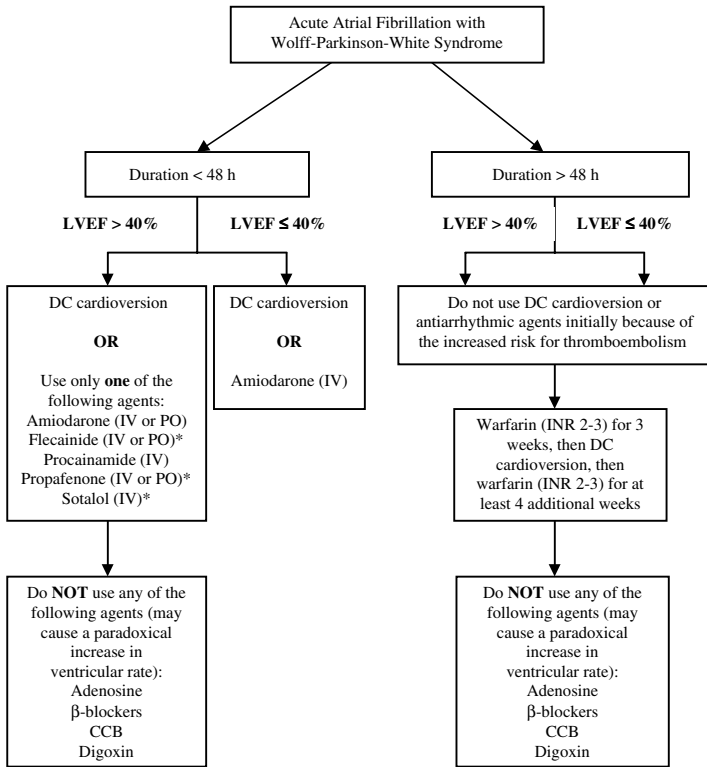 Acute Atrial Fibrillation with
Wolff-Parkinson-White Syndrome
Duration < 48 h
Duration > 48 h
LVEF > 40%
LVEF ≤ 40%
LVEF > 40%
LVEF ≤ 40%
DC cardioversion
OR
Use only one of the
following agents:
Amiodarone (IV or PO)
Flecainide (IV or PO)*
Procainamide (IV)
Propafenone (IV or PO)*
Sotalol (IV)*
DC cardioversion
OR
Amiodarone (IV)
Do not use DC cardioversion or
antiarrhythmic agents initially because of
the increased risk for thromboembolism
Warfarin (INR 2-3) for 3
weeks, then DC
cardioversion, then
warfarin (INR 2-3) for at
least 4 additional weeks
Do NOT use any of the
following agents (may
cause a paradoxical
increase in
ventricular rate):
Adenosine
β-blockers
CCB
Digoxin
Do NOT use any of the
following agents (may
cause a paradoxical
increase in
ventricular rate):
Adenosine
β-blockers
CCB
Digoxin